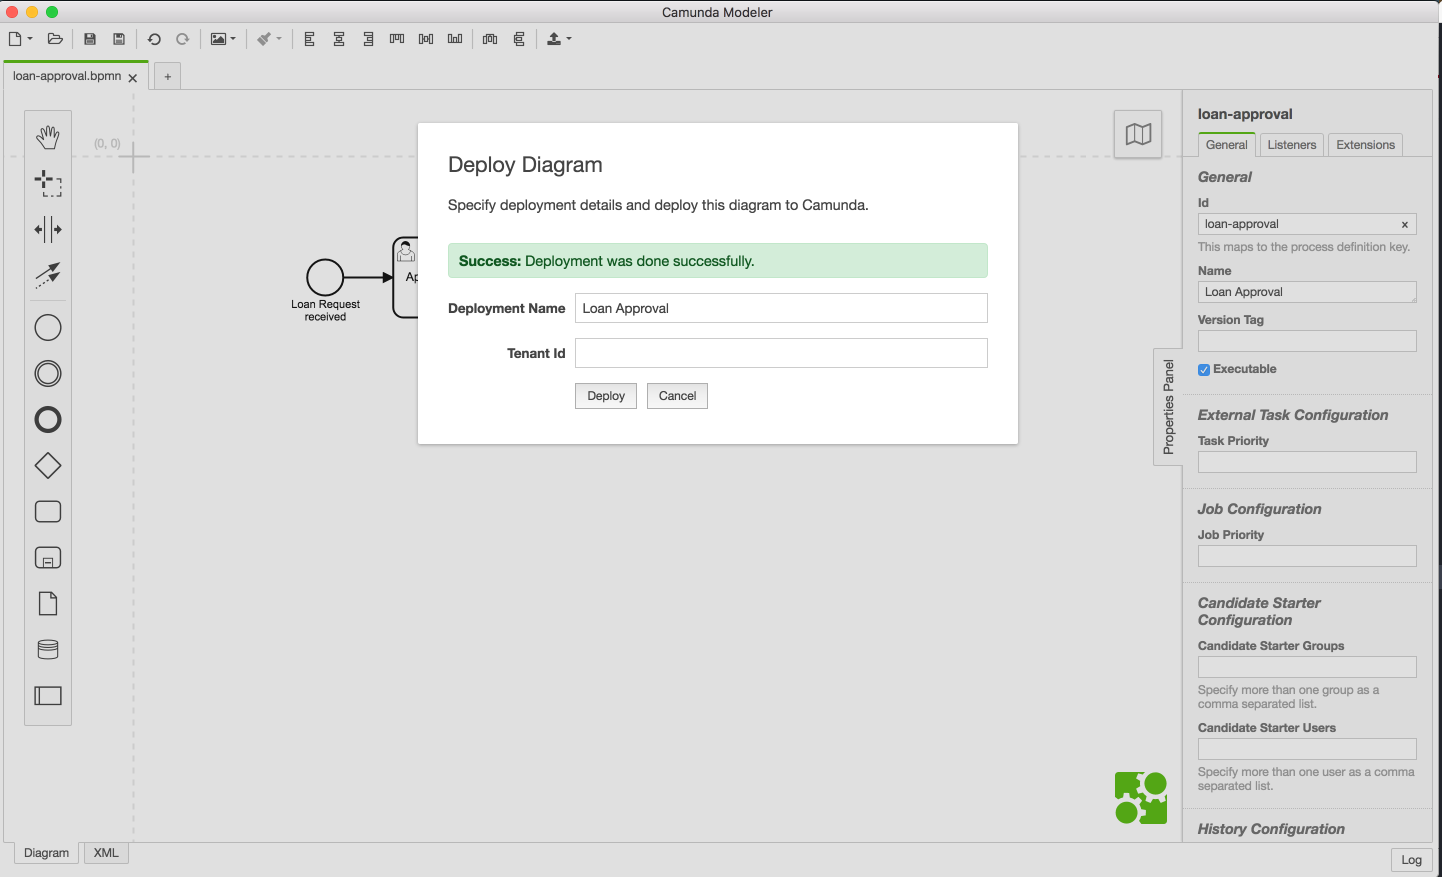 Camunda Modeler
loan-approval.bpmn
+
(0, 0)
Loan Request
received
Ap
Deploy Diagram
Specify deployment details and deploy this diagram to Camunda.
Success: Deployment was done successfully.
Deployment Name Loan Approval
Tenant Id
Deploy Cancel
Properties Panel
loan-approval
General Listeners Extensions
General
Id
loan-approval
This maps to the process definition key.
Name
Loan Approval
Version Tag
Executable
External Task Configuration
Task Priority
Job Configuration
Job Priority
Candidate Starter
Configuration
Candidate Starter Groups
Specify more than one group as a
comma separated list.
Candidate Starter Users
Specify more than one user as a comma
separated list.
History Configuration
Diagram XML
Log